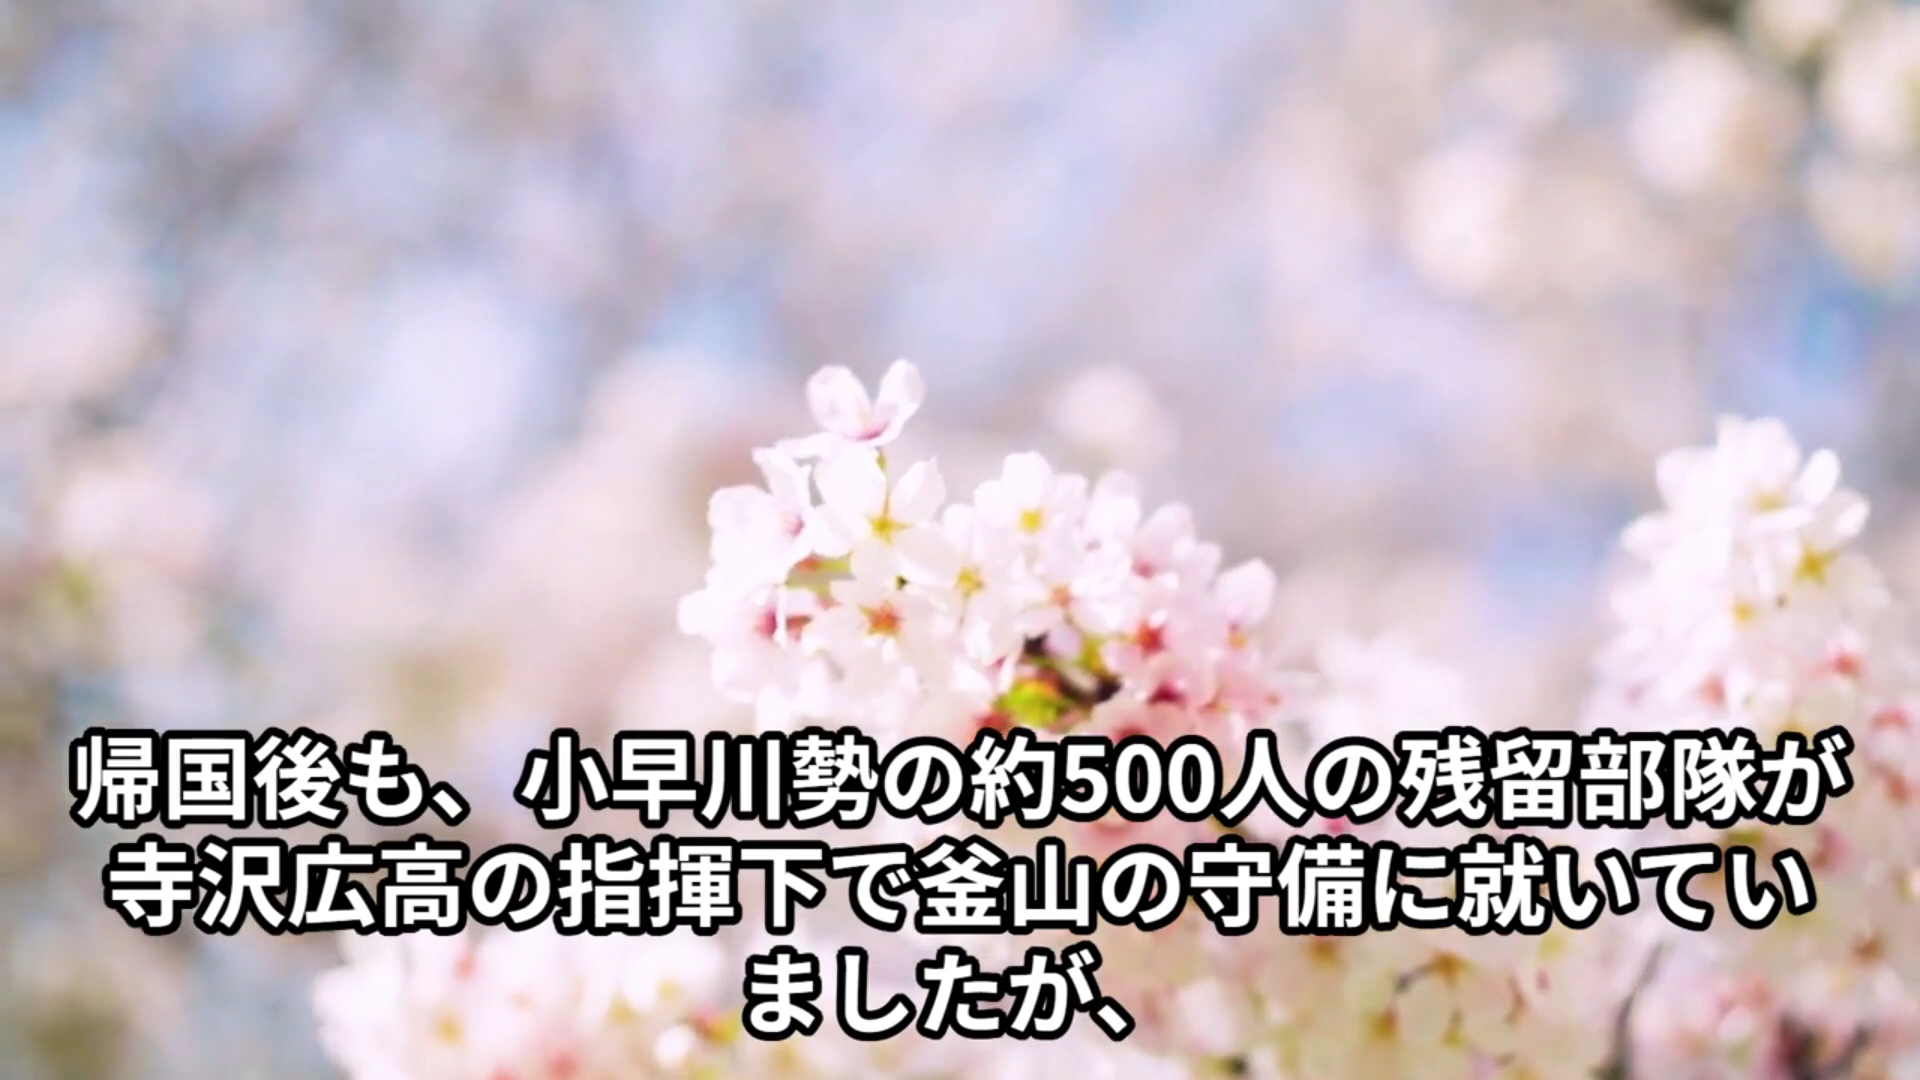 帰国後も、小早川勢の約500人の残留部隊が
寺沢広高の指揮下で釜山の守備に就いてい
ましたが、